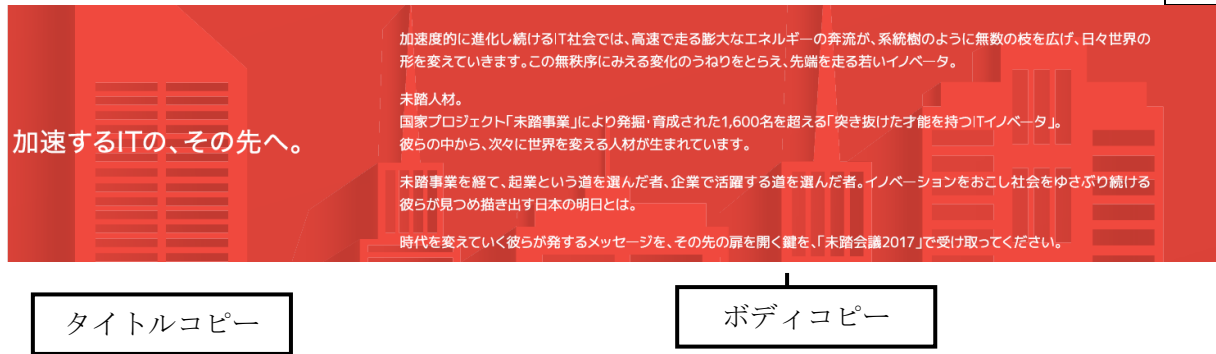 加速するITの、その先へ。
加速度的に進化し続けるIT社会では、高速で走る膨大なエネルギーの奔流が、系統樹のように無数の枝を広げ、日々世界の
形を変えていきます。この無秩序にみえる変化のうねりをとらえ、先端を走る若いイノベータ。
未踏人材。
国家プロジェクト「未踏事業」により発掘・育成された1,600名を超える「突き抜けた才能を持つITイノベータ」。
彼らの中から、次々に世界を変える人材が生まれています。
未踏事業を経て、起業という道を選んだ者、企業で活躍する道を選んだ者。イノベーションをおこし社会をゆさぶり続ける
彼らが見つめ描き出す日本の明日とは。
時代を変えていく彼らが発するメッセージを、その先の扉を開く鍵を、「未踏会議2017」で受け取ってください。
タイトルコピー
ボディコピー